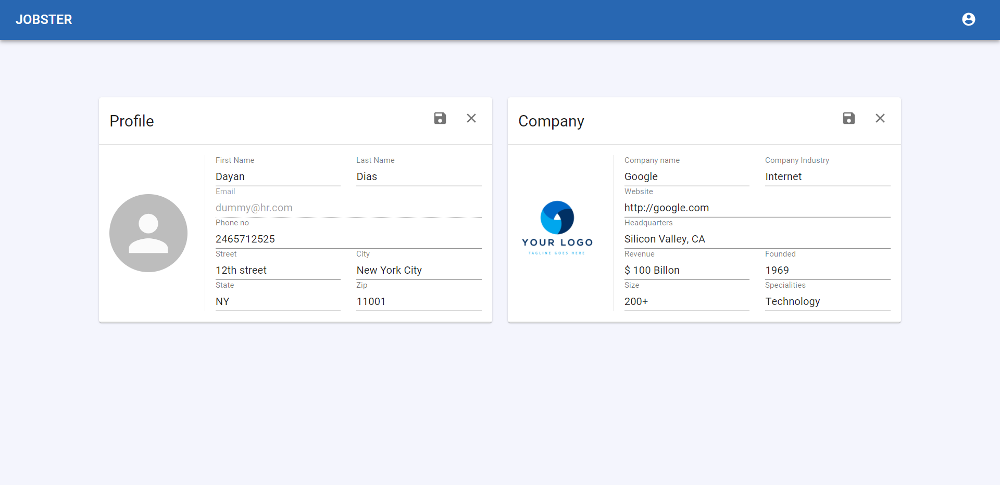 JOBSTER
Profile
First Name Last Name
Dayan Dias
Email
dummy@hr.com
Phone no
2465712525
Street City
12th street New York City
State Zip
NY 11001
Company
YOUR LOGO
TAGLINE GOES HERE
Company name Company Industry
Google Internet
Website
http://google.com
Headquarters
Silicon Valley, CA
Revenue Founded
$ 100 Billon 1969
Size Specialities
200+ Technology